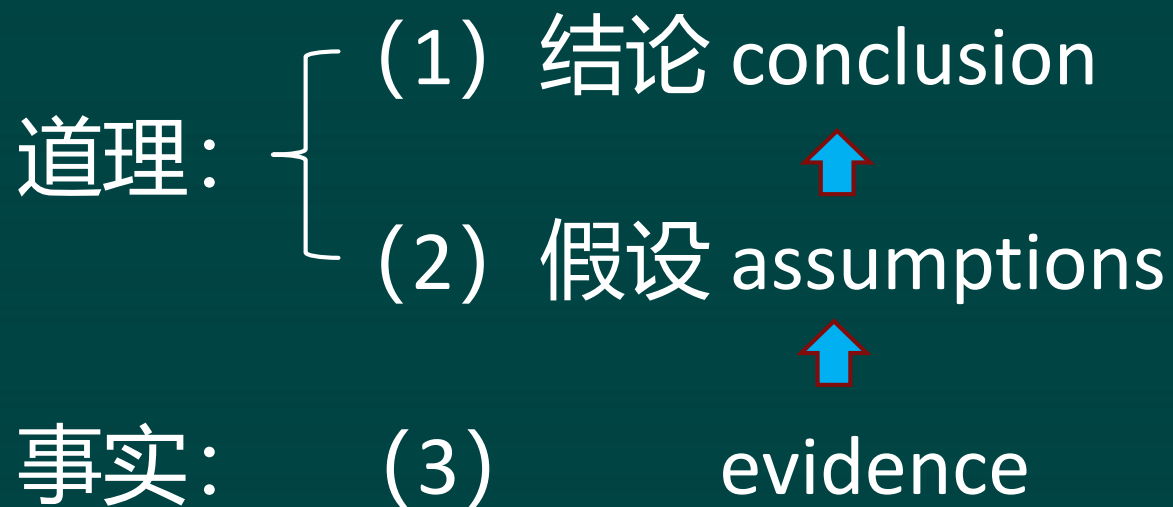 (1) 结论 conclusion
道理：
(2) 假设 assumptions
事实： (3) evidence